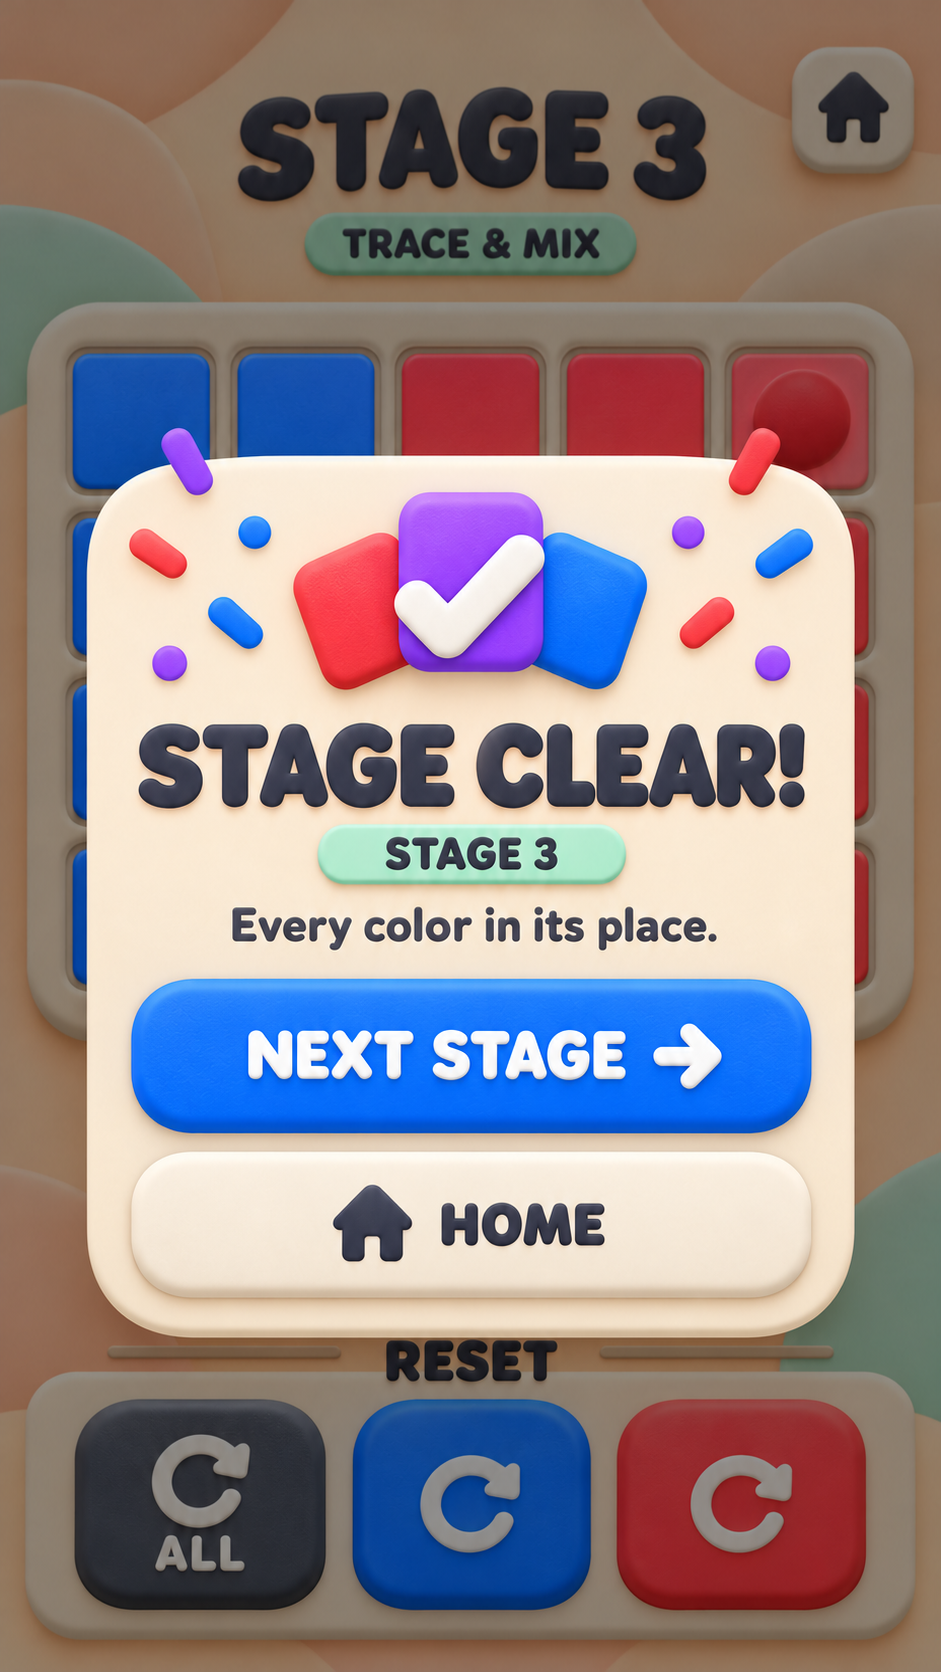 STAGE 3
TRACE & MIX
STAGE CLEAR!
STAGE 3
Every color in its place.
NEXT STAGE
HOME
RESET
ALL